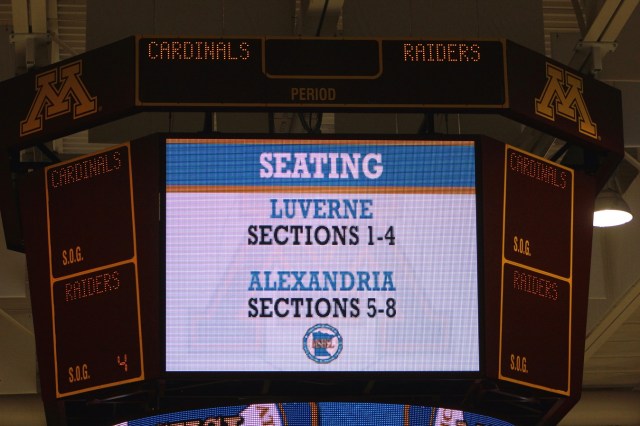 CARDINALS RAIDERS
PERIOD
M M
CARDINALS
S.O.G.
RAIDERS
S.O.G. 4
SEATING
LUVERNE
SECTIONS 1-4
ALEXANDRIA
SECTIONS 5-8
CARDINALS
S.O.G.
RAIDERS
S.O.G.